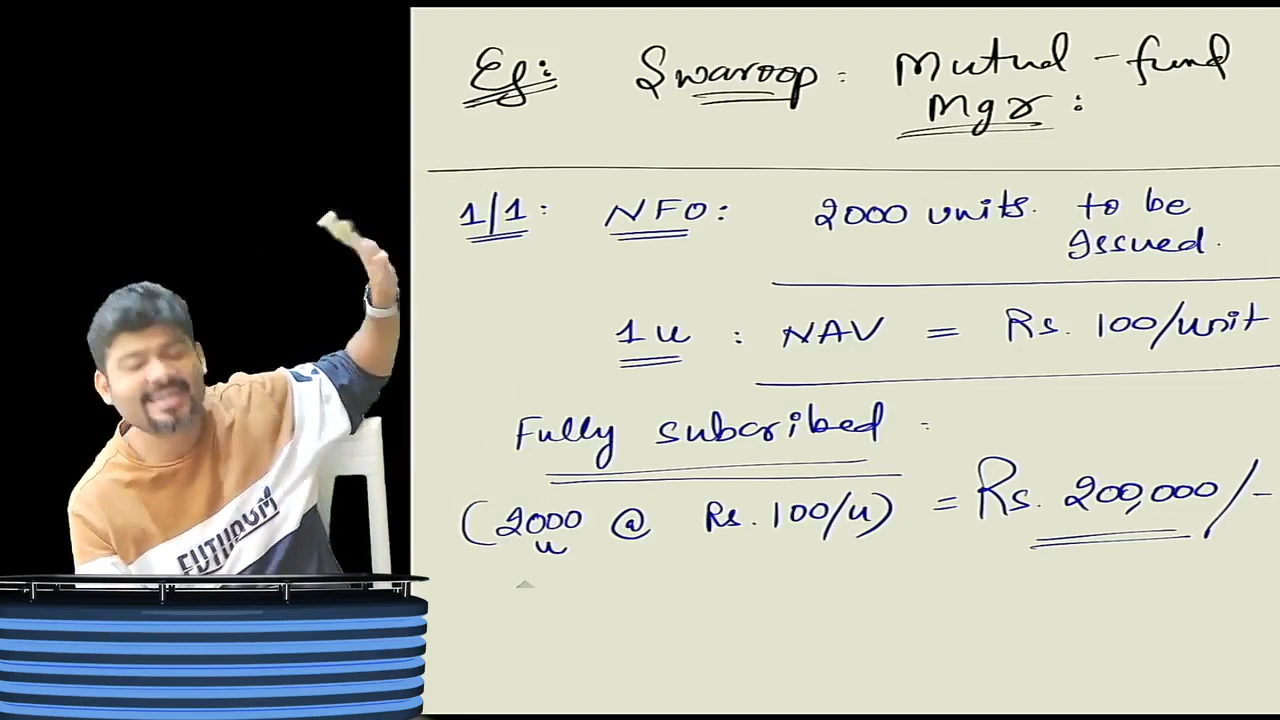 Eg: Swaroop: Mutual-fund
Mgr:
1/1: NFO: 2000 units. to be
Issued.
1 u : NAV = Rs. 100/unit
Fully subcribed :
(2000 @ Rs. 100/u) = Rs. 200,000/-
u
FUTURUM